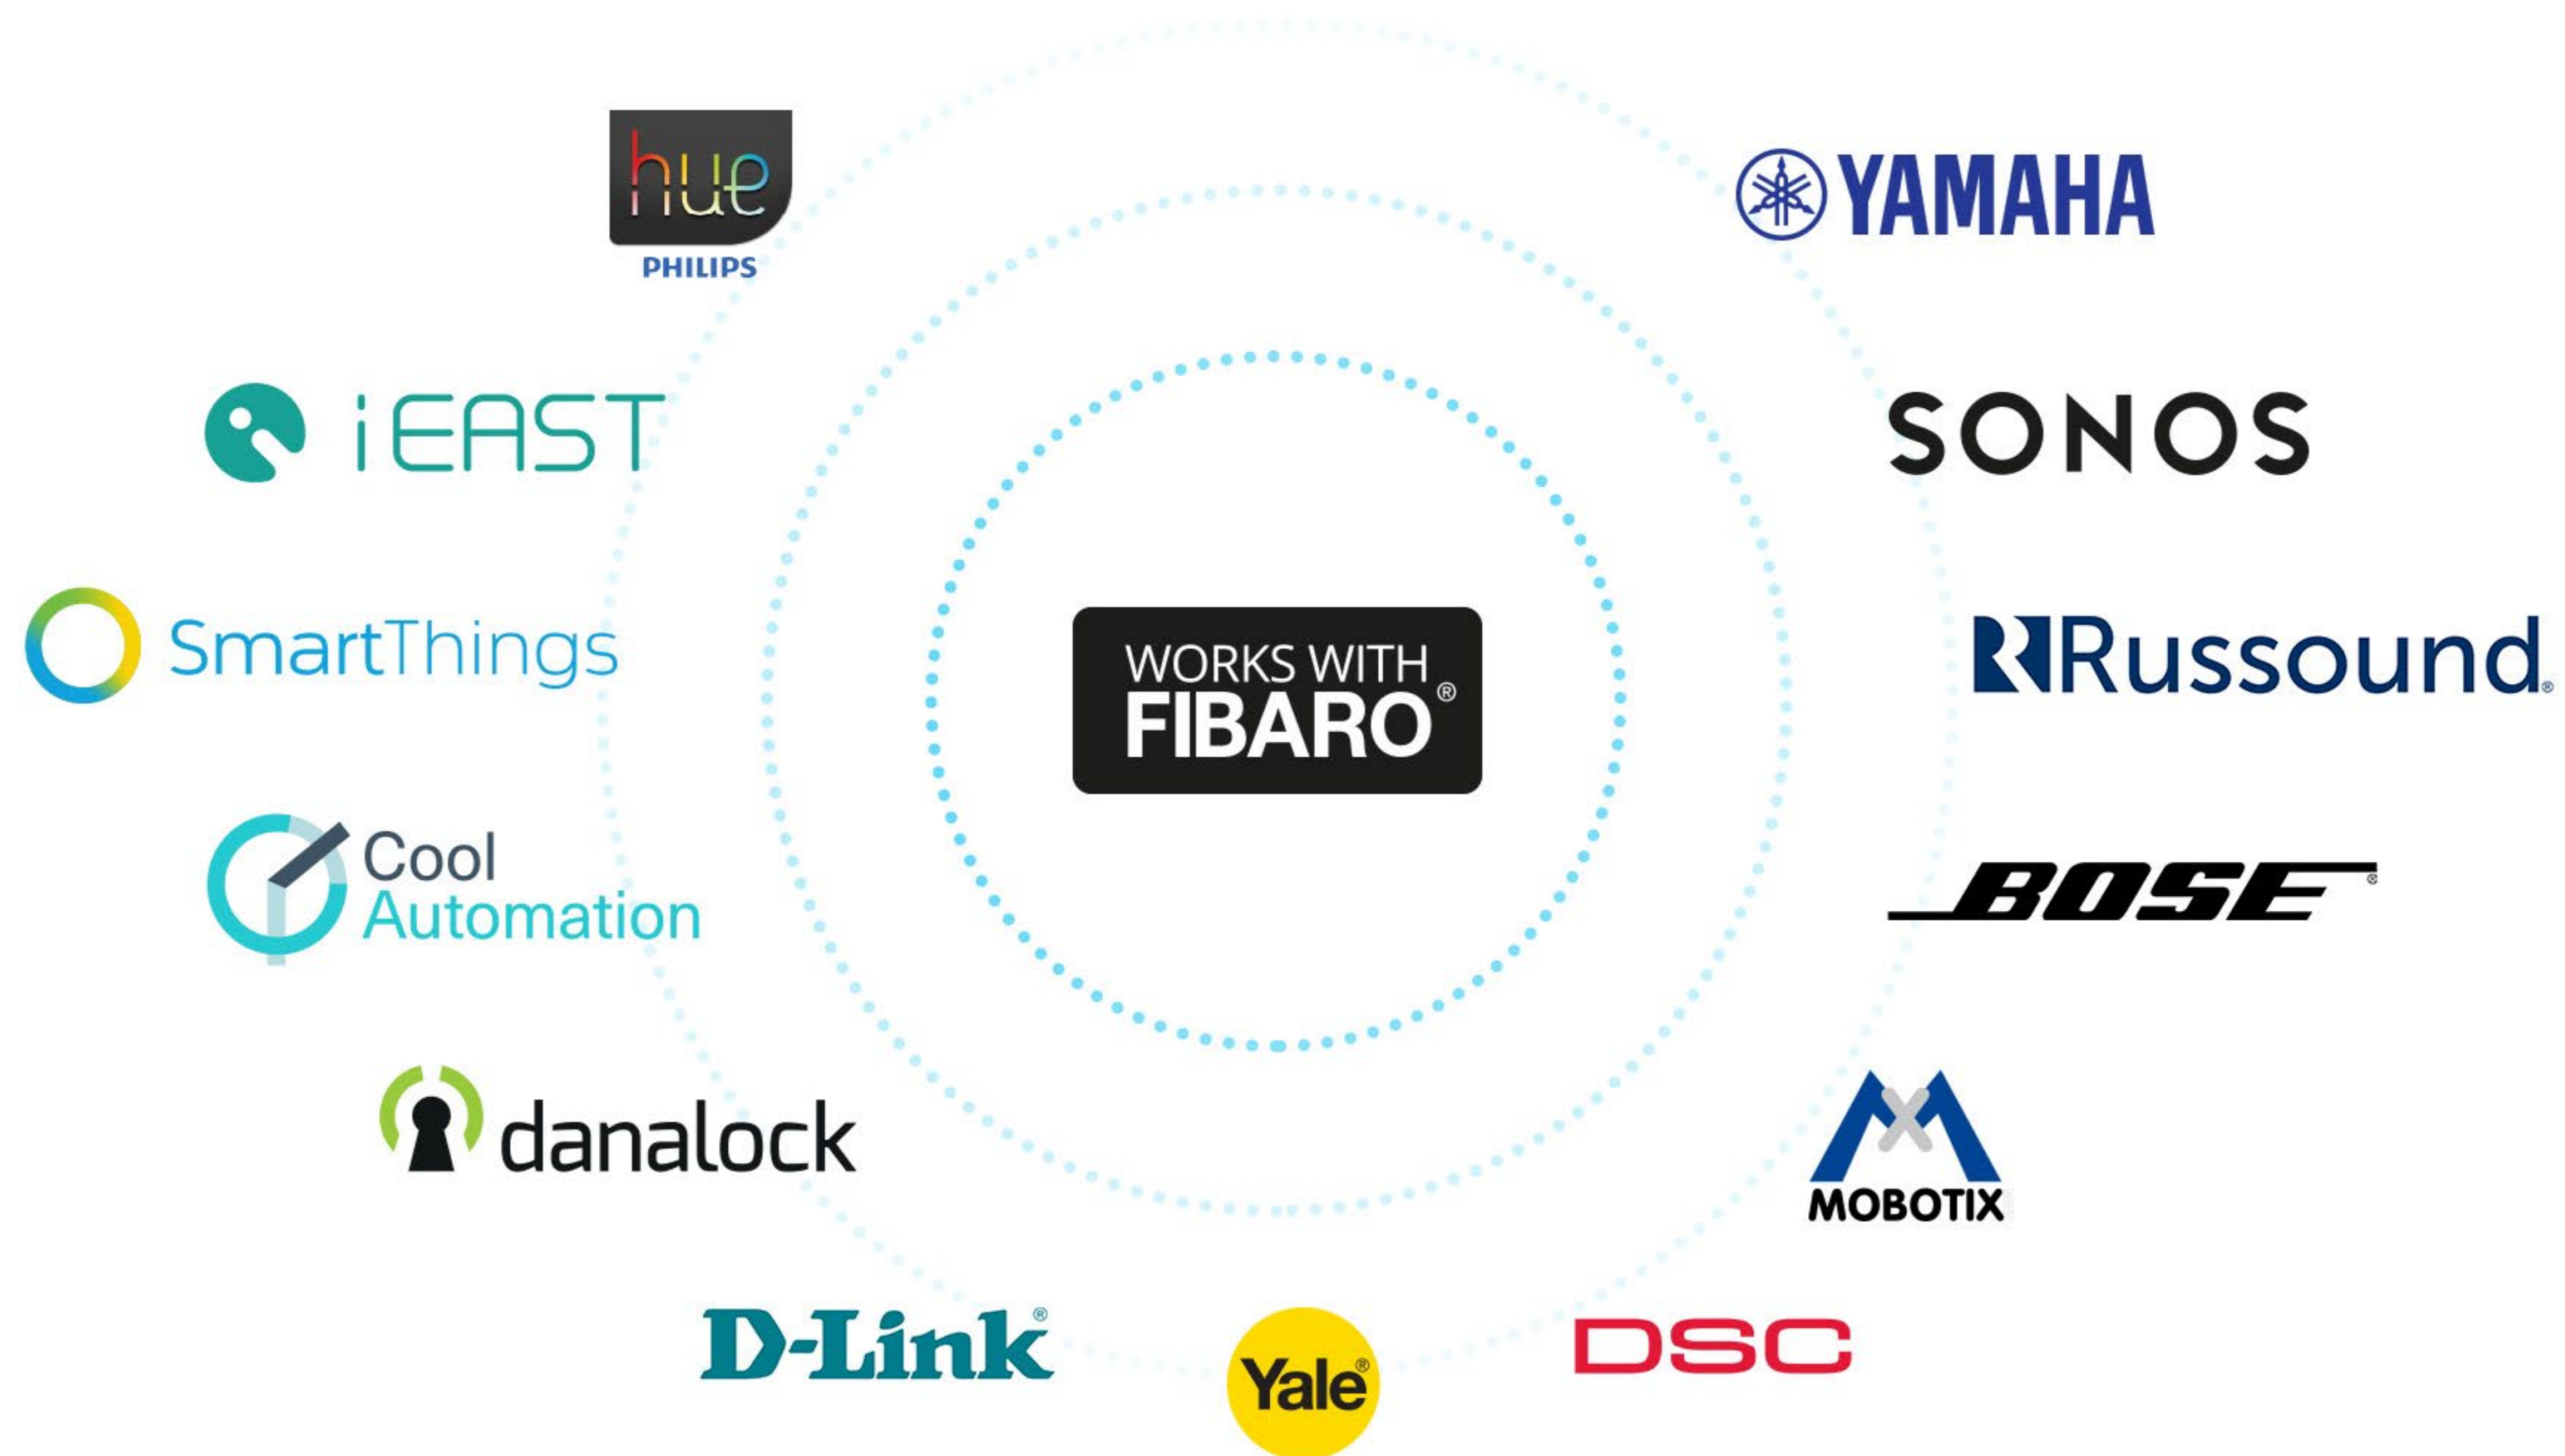 hue
PHILIPS
YAMAHA
iEAST
SONOS
SmartThings
WORKS WITH
FIBARO®
Russound®
Cool
Automation
BOSE®
danalock
MOBOTIX
D-Link®
Yale®
DSC